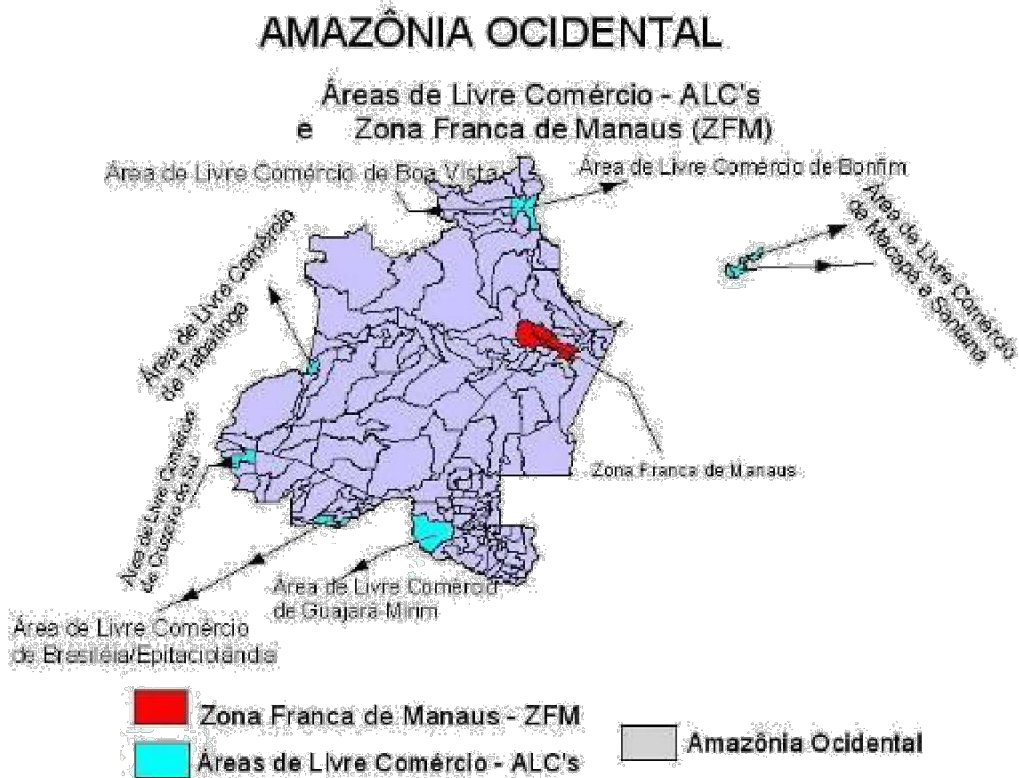 AMAZÔNIA OCIDENTAL
Áreas de Livre Comércio - ALC's
e Zona Franca de Manaus (ZFM)
Área de Livre Comércio de Boa Vista
Área de Livre Comércio de Bonfim
Área de Livre Comércio
de Macapá e Santana
Área de Livre Comércio
de Tabatinga
Zona Franca de Manaus
Área de Livre Comércio
de Cruzeiro do Sul
Área de Livre Comércio
de Guajará-Mirim
Área de Livre Comércio
de Brasiléia/Epitaciolândia
Zona Franca de Manaus - ZFM
Áreas de Livre Comércio - ALC's
Amazônia Ocidental